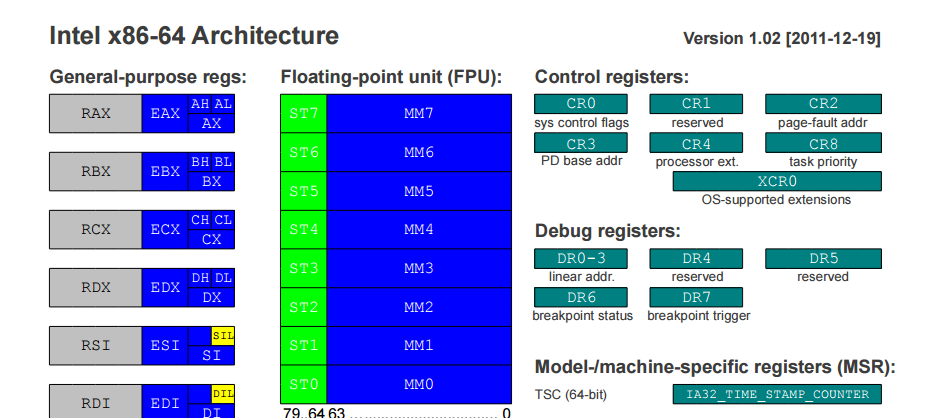 Intel x86-64 Architecture
Version 1.02 [2011-12-19]
General-purpose regs:
RAX EAX AH AL
AX
RBX EBX BH BL
BX
RCX ECX CH CL
CX
RDX EDX DH DL
DX
RSI ESI SIL
SI
RDI EDI DIL
DI
Floating-point unit (FPU):
ST7 MM7
ST6 MM6
ST5 MM5
ST4 MM4
ST3 MM3
ST2 MM2
ST1 MM1
ST0 MM0
79..64 63 ................................................ 0
Control registers:
CR0 CR1 CR2
sys control flags reserved page-fault addr
CR3 CR4 CR8
PD base addr processor ext. task priority
XCR0
OS-supported extensions
Debug registers:
DR0-3 DR4 DR5
linear addr. reserved reserved
DR6 DR7
breakpoint status breakpoint trigger
Model-/machine-specific registers (MSR):
TSC (64-bit) IA32_TIME_STAMP_COUNTER